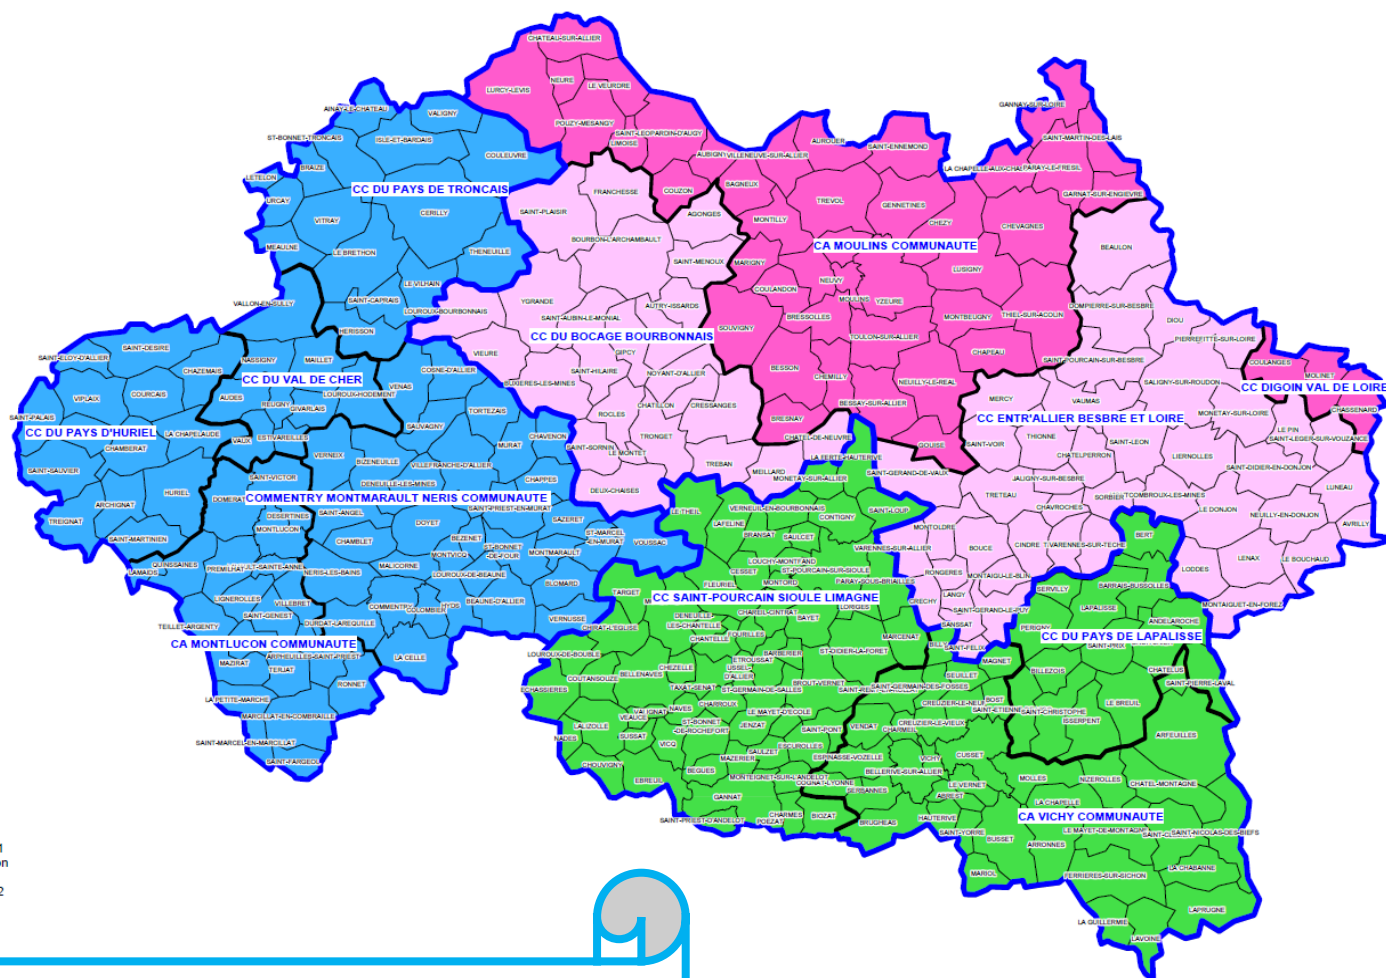 CHATEAU-SUR-ALLIER
NEURE
LE VEURDRE
LURCY-LEVIS
POUZY-MESANGY
SAINT-LEOPARDIN-D'AUGY
LIMOISE
COUZON
AUBIGNY
VILLENEUVE-SUR-ALLIER
AUROUER
SAINT-ENNEMOND
GANNAY-SUR-LOIRE
SAINT-MARTIN-DES-LAIS
PARAY-LE-FRESIL
GARNAT-SUR-ENGIEVRE
AINAY-LE-CHATEAU
VALIGNY
ST-BONNET-TRONCAIS
ISLE-ET-BARDAIS
COULEUVRE
BRAIZE
LETELON
URCAY
CC DU PAYS DE TRONCAIS
VITRAY
CERILLY
MEAULNE
LE BRETHON
THENEUILLE
LE VILHAIN
SAINT-CAPRAIS
VALLON-EN-SULLY
HERISSON
LOUROUX-BOURBONNAIS
FRANCHESSE
SAINT-PLAISIR
AGONGES
BOURBON-L'ARCHAMBAULT
SAINT-MENOUX
YGRANDE
AUTRY-ISSARDS
SAINT-AUBIN-LE-MONIAL
CC DU BOCAGE BOURBONNAIS
VIEURE
GIPCY
SAINT-HILAIRE
NOYANT-D'ALLIER
BUXIERES-LES-MINES
CHATILLON
CRESSANGES
ROCLES
TRONGET
SAINT-SORNIN
LE MONTET
TREBAN
MEILLARD
DEUX-CHAISES
CHATEL-DE-NEUVRE
LA FERTE-HAUTERIVE
MONETAY-SUR-ALLIER
BAGNEUX
TREVOL
GENNETINES
MONTILLY
CHEZY
CHEVAGNES
CA MOULINS COMMUNAUTE
MARIGNY
LUSIGNY
NEUVY
COULANDON
MOULINS
YZEURE
BRESSOLLES
MONTBEUGNY
THIEL-SUR-ACOLIN
SOUVIGNY
TOULON-SUR-ALLIER
CHAPEAU
BESSON
CHEMILLY
NEUILLY-LE-REAL
BESSAY-SUR-ALLIER
BRESNAY
GOUISE
SAINT-GERAND-DE-VAUX
BEAULON
DOMPIERRE-SUR-BESBRE
DIOU
PIERREFITTE-SUR-LOIRE
SAINT-POURCAIN-SUR-BESBRE
COULANGES
MOLINET
CC DIGOIN VAL DE LOIRE
CHASSENARD
SALIGNY-SUR-ROUDON
MERCY
VAUMAS
CC ENTR'ALLIER BESBRE ET LOIRE
MONETAY-SUR-LOIRE
LE PIN
SAINT-LEGER-SUR-VOUZANCE
THIONNE
SAINT-VOIR
SAINT-LEON
CHATELPERRON
LIERNOLLES
SAINT-DIDIER-EN-DONJON
JALIGNY-SUR-BESBRE
LUNEAU
TRETEAU
SORBIER
CHAVROCHES
LE DONJON
NEUILLY-EN-DONJON
AVRILLY
SAINT-LOUP
MONTOLDRE
VARENNES-SUR-ALLIER
BOUCE
CINDRE
LENAX
LE BOUCHAUD
LODDES
MONTAIGUET-EN-FOREZ
RONGERES
MONTAIGU-LE-BLIN
LANGY
CRECHY
SAINT-GERAND-LE-PUY
SANSSAT
SAINT-FELIX
SAINT-DESIRE
SAINT-ELOY-D'ALLIER
CHAZEMAIS
VIPLAIX
COURCAIS
SAINT-PALAIS
CC DU PAYS D'HURIEL
LA CHAPELAUDE
CHAMBERAT
SAINT-SAUVIER
HURIEL
ARCHIGNAT
TREIGNAT
SAINT-MARTINIEN
NASSIGNY
MAILLET
CC DU VAL DE CHER
AUDES
REUGNY
GIVARLAIS
LOUROUX-HODEMENT
VAUX
ESTIVAREILLES
COSNE-D'ALLIER
VENAS
TORTEZAIS
SAUVAGNY
MURAT
CHAVENON
VERNEIX
BIZENEUILLE
VILLEFRANCHE-D'ALLIER
CHAPPES
DENEUILLE-LES-MINES
COMMENTRY MONTMARAULT NERIS COMMUNAUTE
SAINT-PRIEST-EN-MURAT
SAINT-ANGEL
DOYET
SAZERET
CHAMBLET
BEZENET
ST-BONNET
-DE-FOUR
ST-MARCEL
-EN-MURAT
VOUSSAC
MONTVICQ
MONTMARAULT
MALICORNE
NERIS-LES-BAINS
LOUROUX-DE-BEAUNE
BLOMARD
COMMENTRY
COLOMBIER
HYDS
BEAUNE-D'ALLIER
VERNUSSE
DURDAT-LAREQUILLE
LA CELLE
SAINT-VICTOR
DOMERAT
DESERTINES
MONTLUCON
QUINSSAINES
LAMAIDS
PREMILHAT
LIGNEROLLES
VILLEBRET
SAINT-GENEST
TEILLET-ARGENTY
CA MONTLUCON COMMUNAUTE
ARPHEUILLES-SAINT-PRIEST
MAZIRAT
TERJAT
RONNET
LA PETITE-MARCHE
MARCILLAT-EN-COMBRAILLE
SAINT-MARCEL-EN-MARCILLAT
SAINT-FARGEOL
LE THEIL
VERNEUIL-EN-BOURBONNAIS
LAFELINE
CONTIGNY
BRANSAT
SAULCET
LOUCHY-MONTFAND
CESSET
ST-POURCAIN-SUR-SIOULE
FLEURIEL
MONTORD
PARAY-SOUS-BRIAILLES
TARGET
CC SAINT-POURCAIN SIOULE LIMAGNE
CHAREIL-CINTRAT
LORIGES
BAYET
DENEUILLE
-LES-CHANTELLE
CHIRAT-L'EGLISE
CHANTELLE
FOURILLES
MARCENAT
BARBERIER
ST-DIDIER-LA-FORET
LOUROUX-DE-BOUBLE
ETROUSSAT
CHEZELLE
USSEL
-D'ALLIER
COUTANSOUZE
BELLENAVES
TAXAT-SENAT
BROUT-VERNET
ST-GERMAIN-DE-SALLES
ECHASSIERES
CHARROUX
NAVES
VALIGNAT
LE MAYET-D'ECOLE
VEAUCE
ST-BONNET
-DE-ROCHEFORT
LALIZOLLE
SUSSAT
JENZAT
SAINT-PONT
NADES
VICQ
SAULZET
ESCUROLLES
CHOUVIGNY
MAZERIER
ESPINASSE-VOZELLE
BEGUES
MONTEIGNET-SUR-L'ANDELOT
COGNAT-LYONNE
EBREUIL
GANNAT
SAINT-PRIEST-D'ANDELOT
POEZAT
CHARMES
BIOZAT
BERT
SERVILLY
BARRAIS-BUSSOLLES
LAPALISSE
ANDELAROCHE
PERIGNY
CC DU PAYS DE LAPALISSE
SAINT-PRIX
BILLEZOIS
CHATELUS
SAINT-PIERRE-LAVAL
LE BREUIL
SAINT-CHRISTOPHE
ISSERPENT
ARFEUILLES
MAGNET
SEUILLET
SAINT-GERMAIN-DES-FOSSES
BOST
CREUZIER-LE-VIEUX
VENDAT
CHARMEIL
VICHY
CUSSET
BELLERIVE-SUR-ALLIER
MOLLES
NIZEROLLES
CHATEL-MONTAGNE
LE VERNET
SERBANNES
ABREST
LA CHAPELLE
CA VICHY COMMUNAUTE
BRUGHEAS
HAUTERIVE
SAINT-YORRE
LE MAYET-DE-MONTAGNE
SAINT-NICOLAS-DES-BIEFS
BUSSET
ARRONNES
LA CHABANNE
MARIOL
FERRIERES-SUR-SICHON
LAPRUGNE
LA GUILLERMIE
LAVOINE